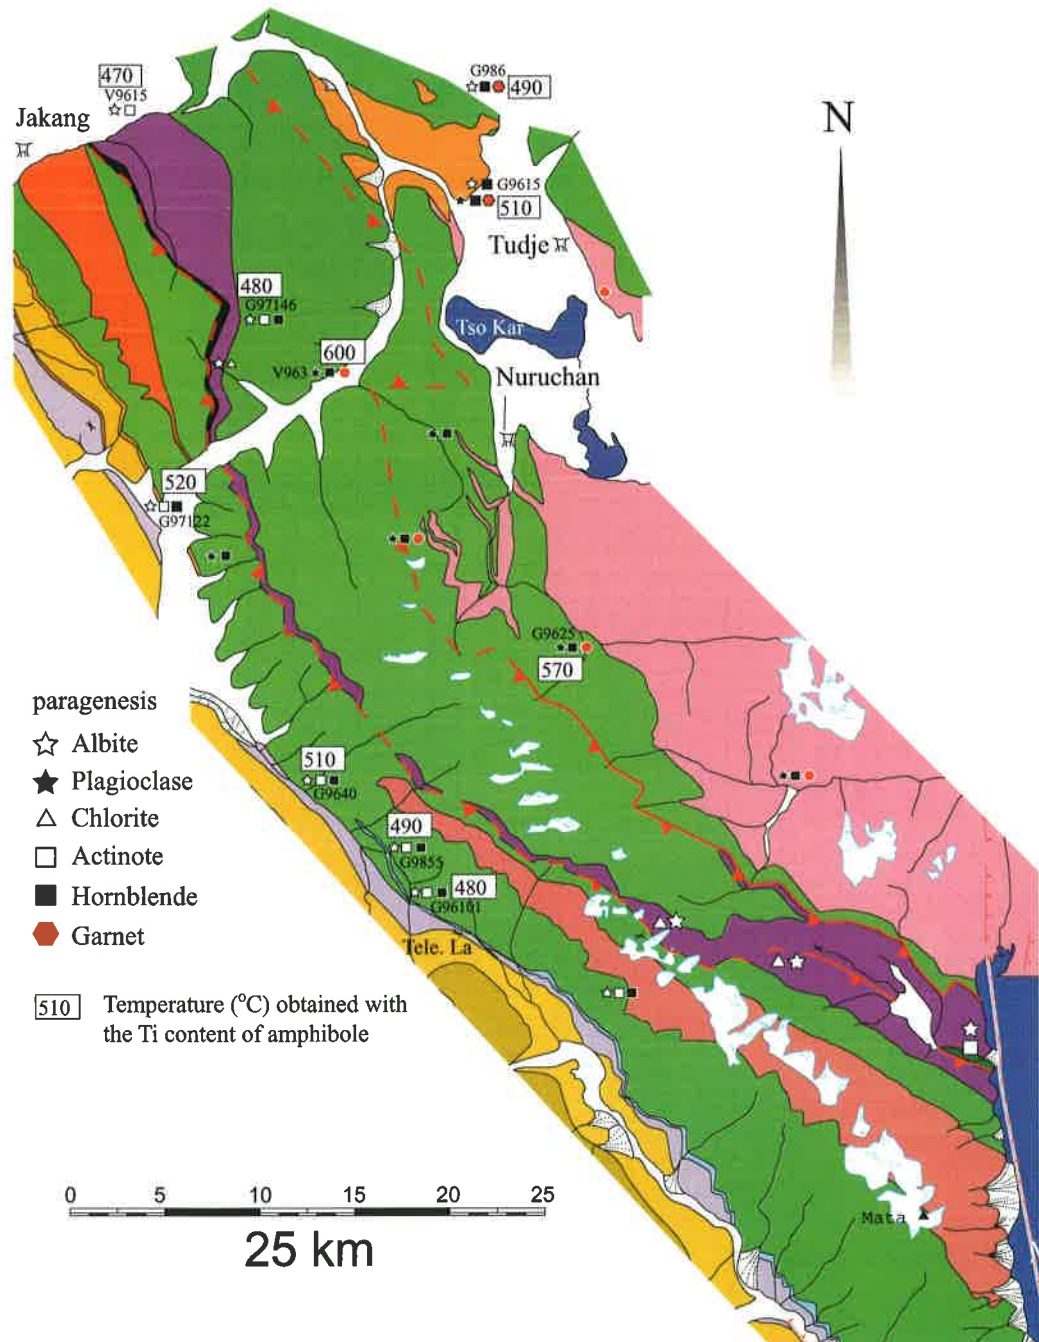 470
V9615
G986
490
Jakang
N
G9615
510
Tudje
480
G97146
Tso Kar
600
V963
Nuruchan
520
G97122
G9625
570
paragenesis
Albite
Plagioclase
Chlorite
Actinote
Hornblende
Garnet
510
G9640
490
G9855
480
G96101
Tele. La
510 Temperature (°C) obtained with
the Ti content of amphibole
0 5 10 15 20 25
25 km
Mata